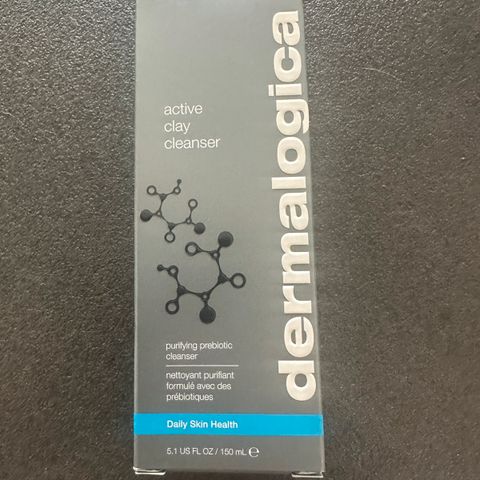 dermalogica
active
clay
cleanser
purifying prebiotic
cleanser
nettoyant purifiant
formulé avec des
prébiotiques
Daily Skin Health
5.1 US FL OZ / 150 mL ℮